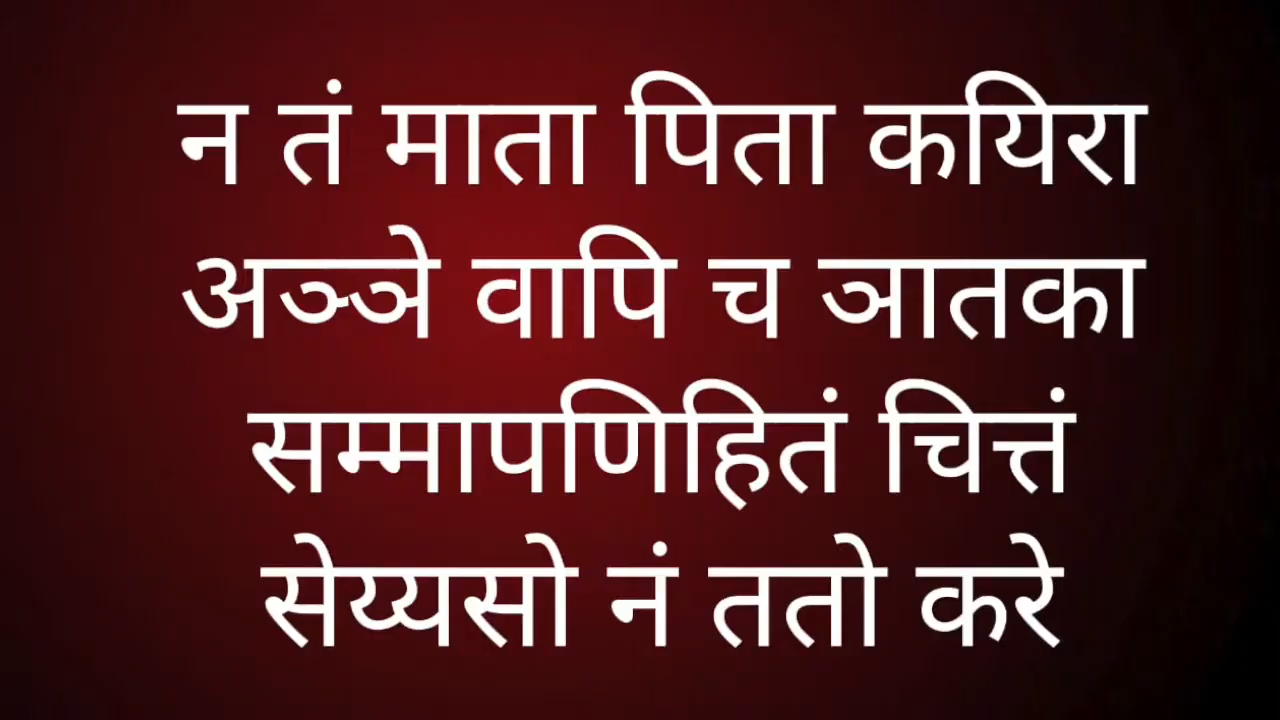 न तं माता पिता कयिरा
अञ्ञे वापि च ञातका
सम्मापणिहितं चित्तं
सेय्यसो नं ततो करे